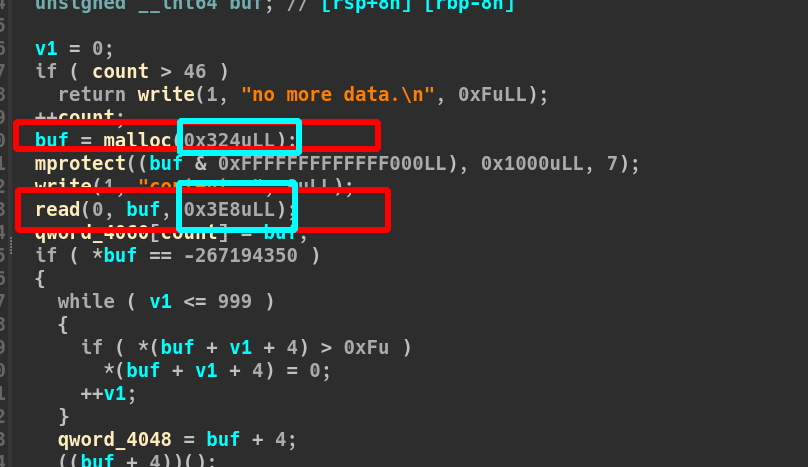 unsigned __int64 buf; // [rsp+8h] [rbp-8h]
v1 = 0;
if ( count > 46 )
return write(1, "no more data.\n", 0xFuLL);
++count;
buf = malloc(0x324uLL);
mprotect((buf & 0xFFFFFFFFFFFFF000LL), 0x1000uLL, 7);
write(1,
read(0, buf, 0x3E8uLL);
qword_4060[count] = buf;
if ( *buf == -267194350 )
{
while ( v1 <= 999 )
{
if ( *(buf + v1 + 4) > 0xFu )
*(buf + v1 + 4) = 0;
++v1;
}
qword_4048 = buf + 4;
((buf + 4))();